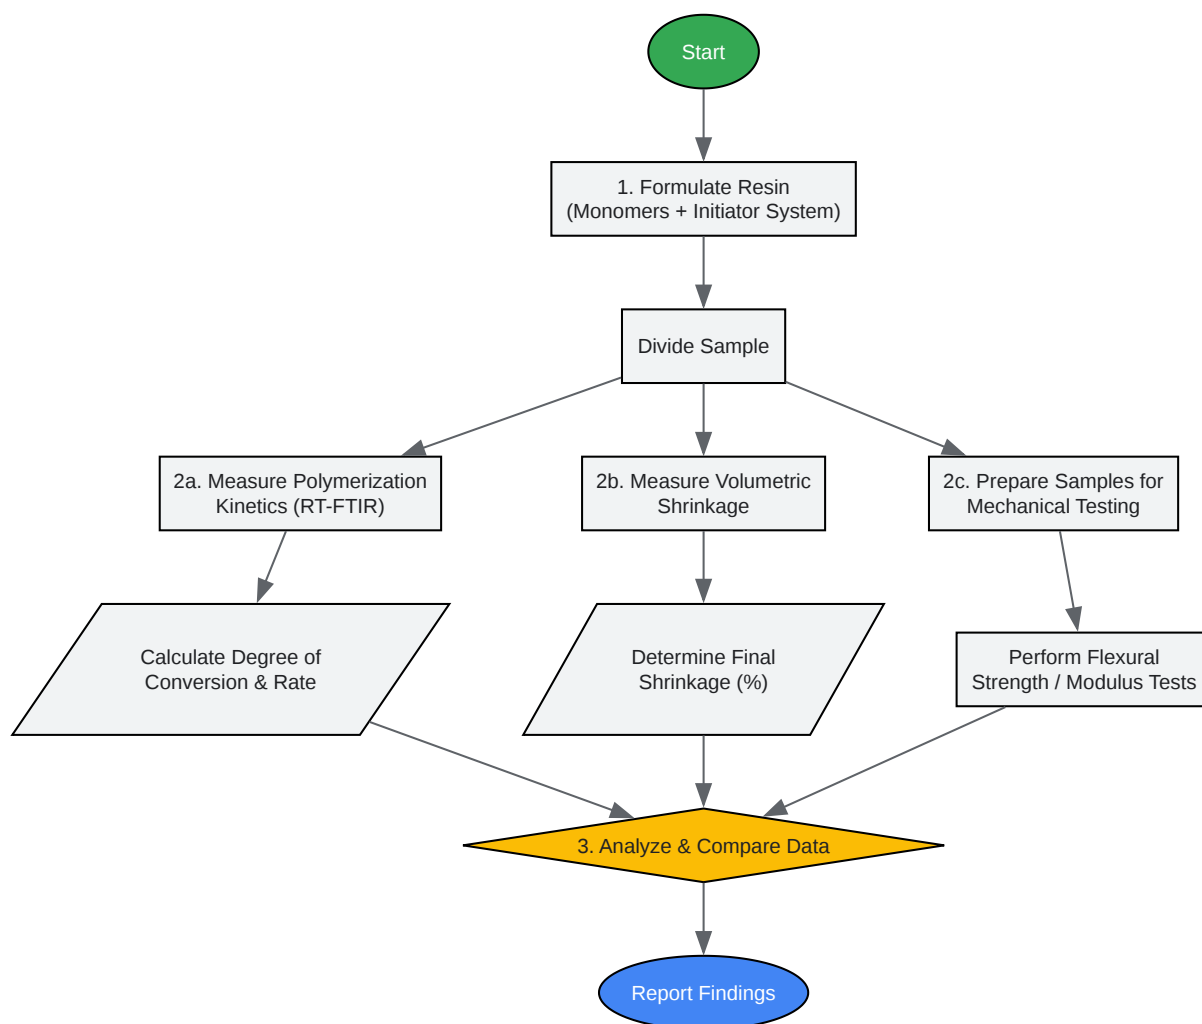 Start
1. Formulate Resin
(Monomers + Initiator System)
Divide Sample
2a. Measure Polymerization
Kinetics (RT-FTIR)
2b. Measure Volumetric
Shrinkage
2c. Prepare Samples for
Mechanical Testing
Calculate Degree of
Conversion & Rate
Determine Final
Shrinkage (%)
Perform Flexural
Strength / Modulus Tests
3. Analyze & Compare Data
Report Findings